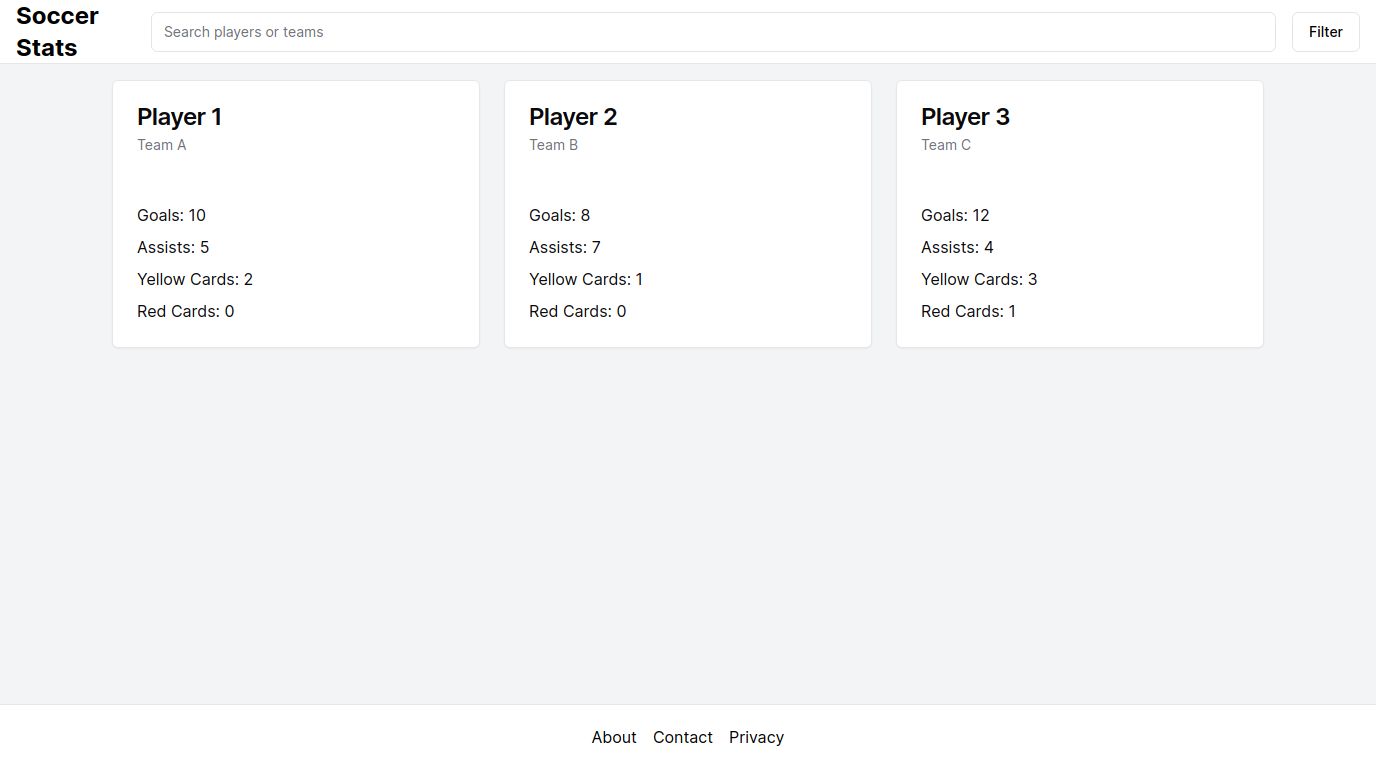 Soccer
Stats
Search players or teams
Filter
Player 1
Team A
Goals: 10
Assists: 5
Yellow Cards: 2
Red Cards: 0
Player 2
Team B
Goals: 8
Assists: 7
Yellow Cards: 1
Red Cards: 0
Player 3
Team C
Goals: 12
Assists: 4
Yellow Cards: 3
Red Cards: 1
About Contact Privacy